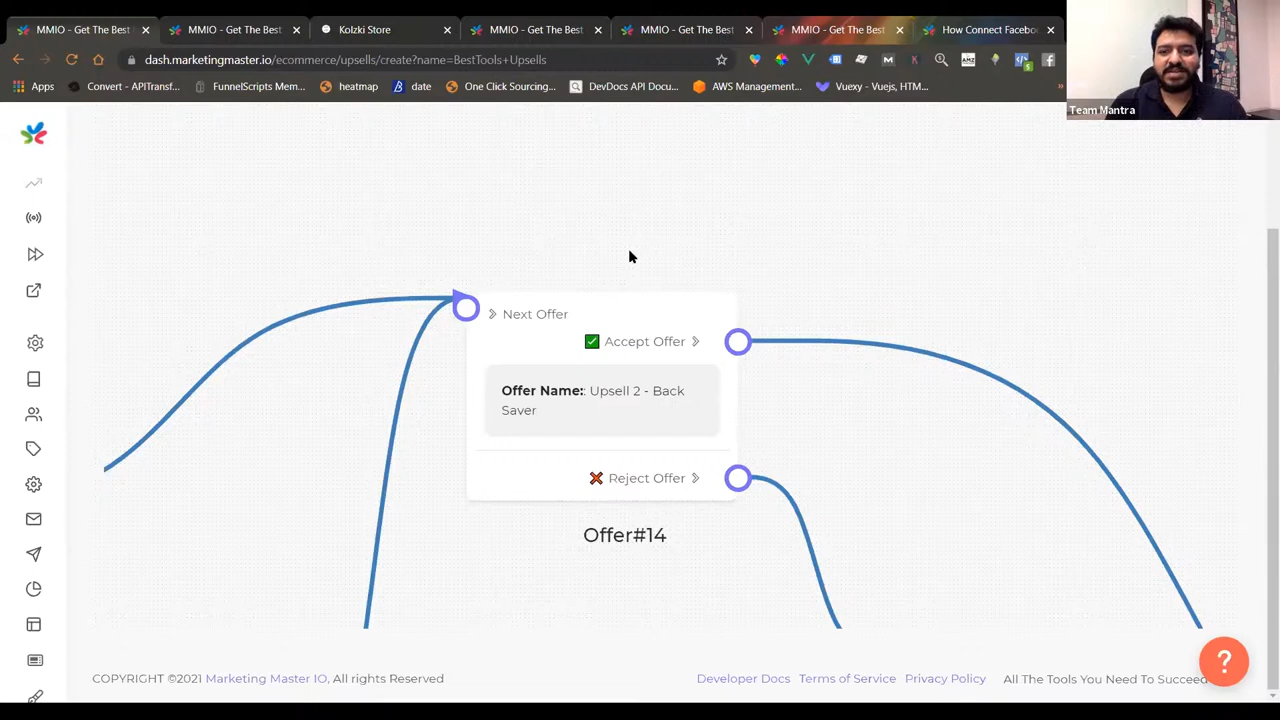 MMIO - Get The Best
MMIO - Get The Best
Kolzki Store
MMIO - Get The Best
MMIO - Get The Best
MMIO - Get The Best
How Connect Facebo
dash.marketingmaster.io/ecommerce/upsells/create?name=BestTools+Upsells
Apps
Convert - APITransf...
FunnelScripts Mem...
heatmap
date
One Click Sourcing...
DevDocs API Docu...
AWS Management...
Vuexy - Vuejs, HTM...
Team Mantra
Next Offer
Accept Offer
Offer Name:: Upsell 2 - Back
Saver
Reject Offer
Offer#14
COPYRIGHT ©2021 Marketing Master IO, All rights Reserved
Developer Docs Terms of Service Privacy Policy All The Tools You Need To Succeed
?